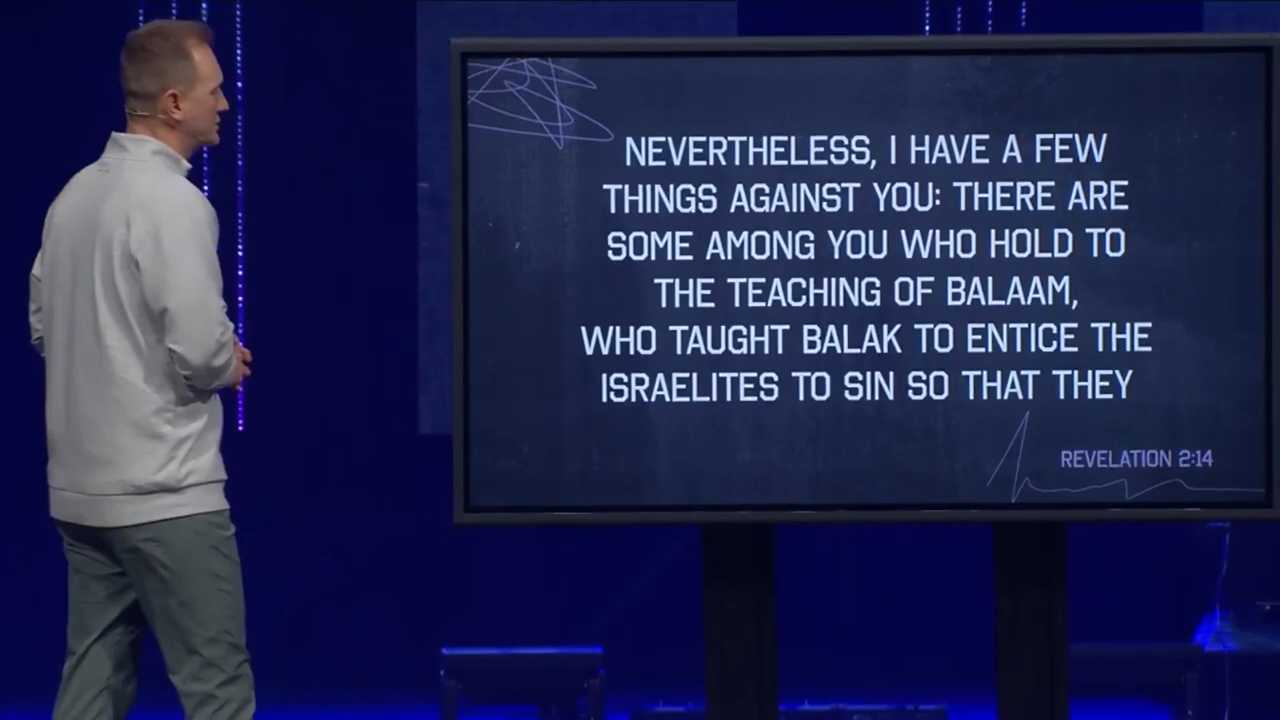 NEVERTHELESS, I HAVE A FEW
THINGS AGAINST YOU: THERE ARE
SOME AMONG YOU WHO HOLD TO
THE TEACHING OF BALAAM,
WHO TAUGHT BALAK TO ENTICE THE
ISRAELITES TO SIN SO THAT THEY
REVELATION 2:14